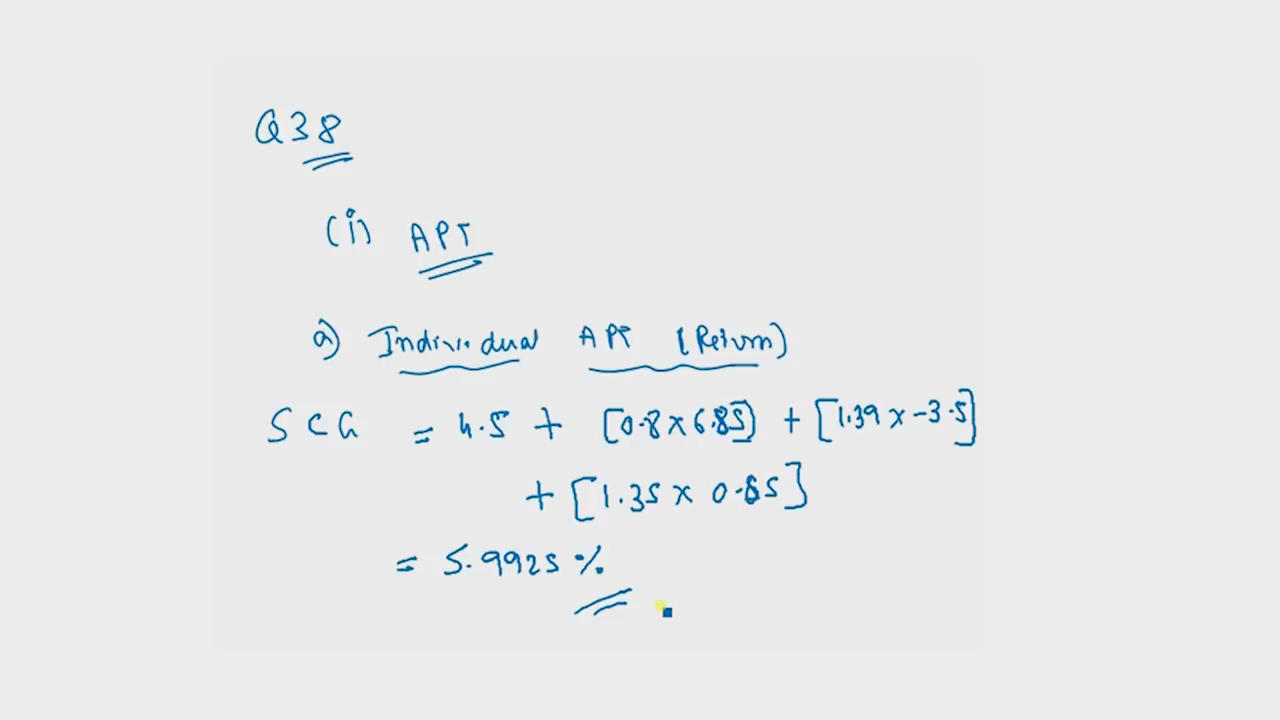 Q38
(i) APT
a) Individual APT (Return)
SCG = 4.5 + [0.8 x 6.85] + [1.39 x -3.5]
+ [1.35 x 0.65]
= 5.9925 %